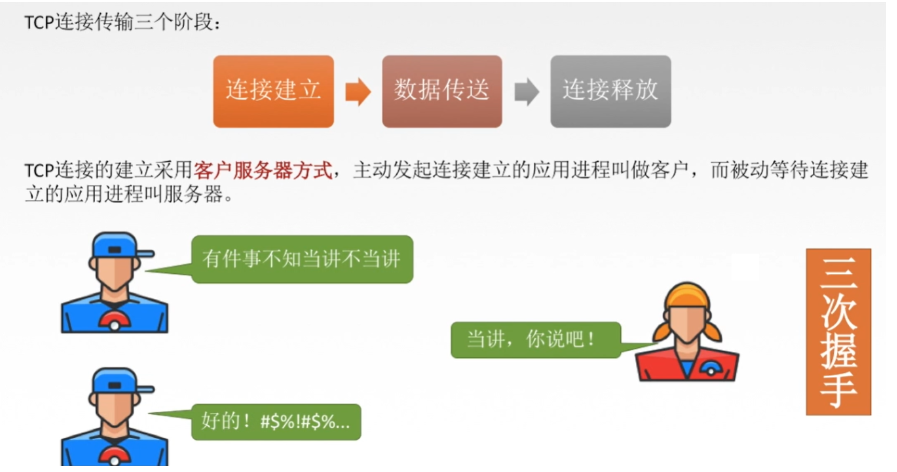 TCP连接传输三个阶段：
连接建立
数据传送
连接释放
TCP连接的建立采用客户服务器方式，主动发起连接建立的应用进程叫做客户，而被动等待连接建
立的应用进程叫服务器。
有件事不知当讲不当讲
当讲，你说吧！
好的！#$%!#$%...
三次握手